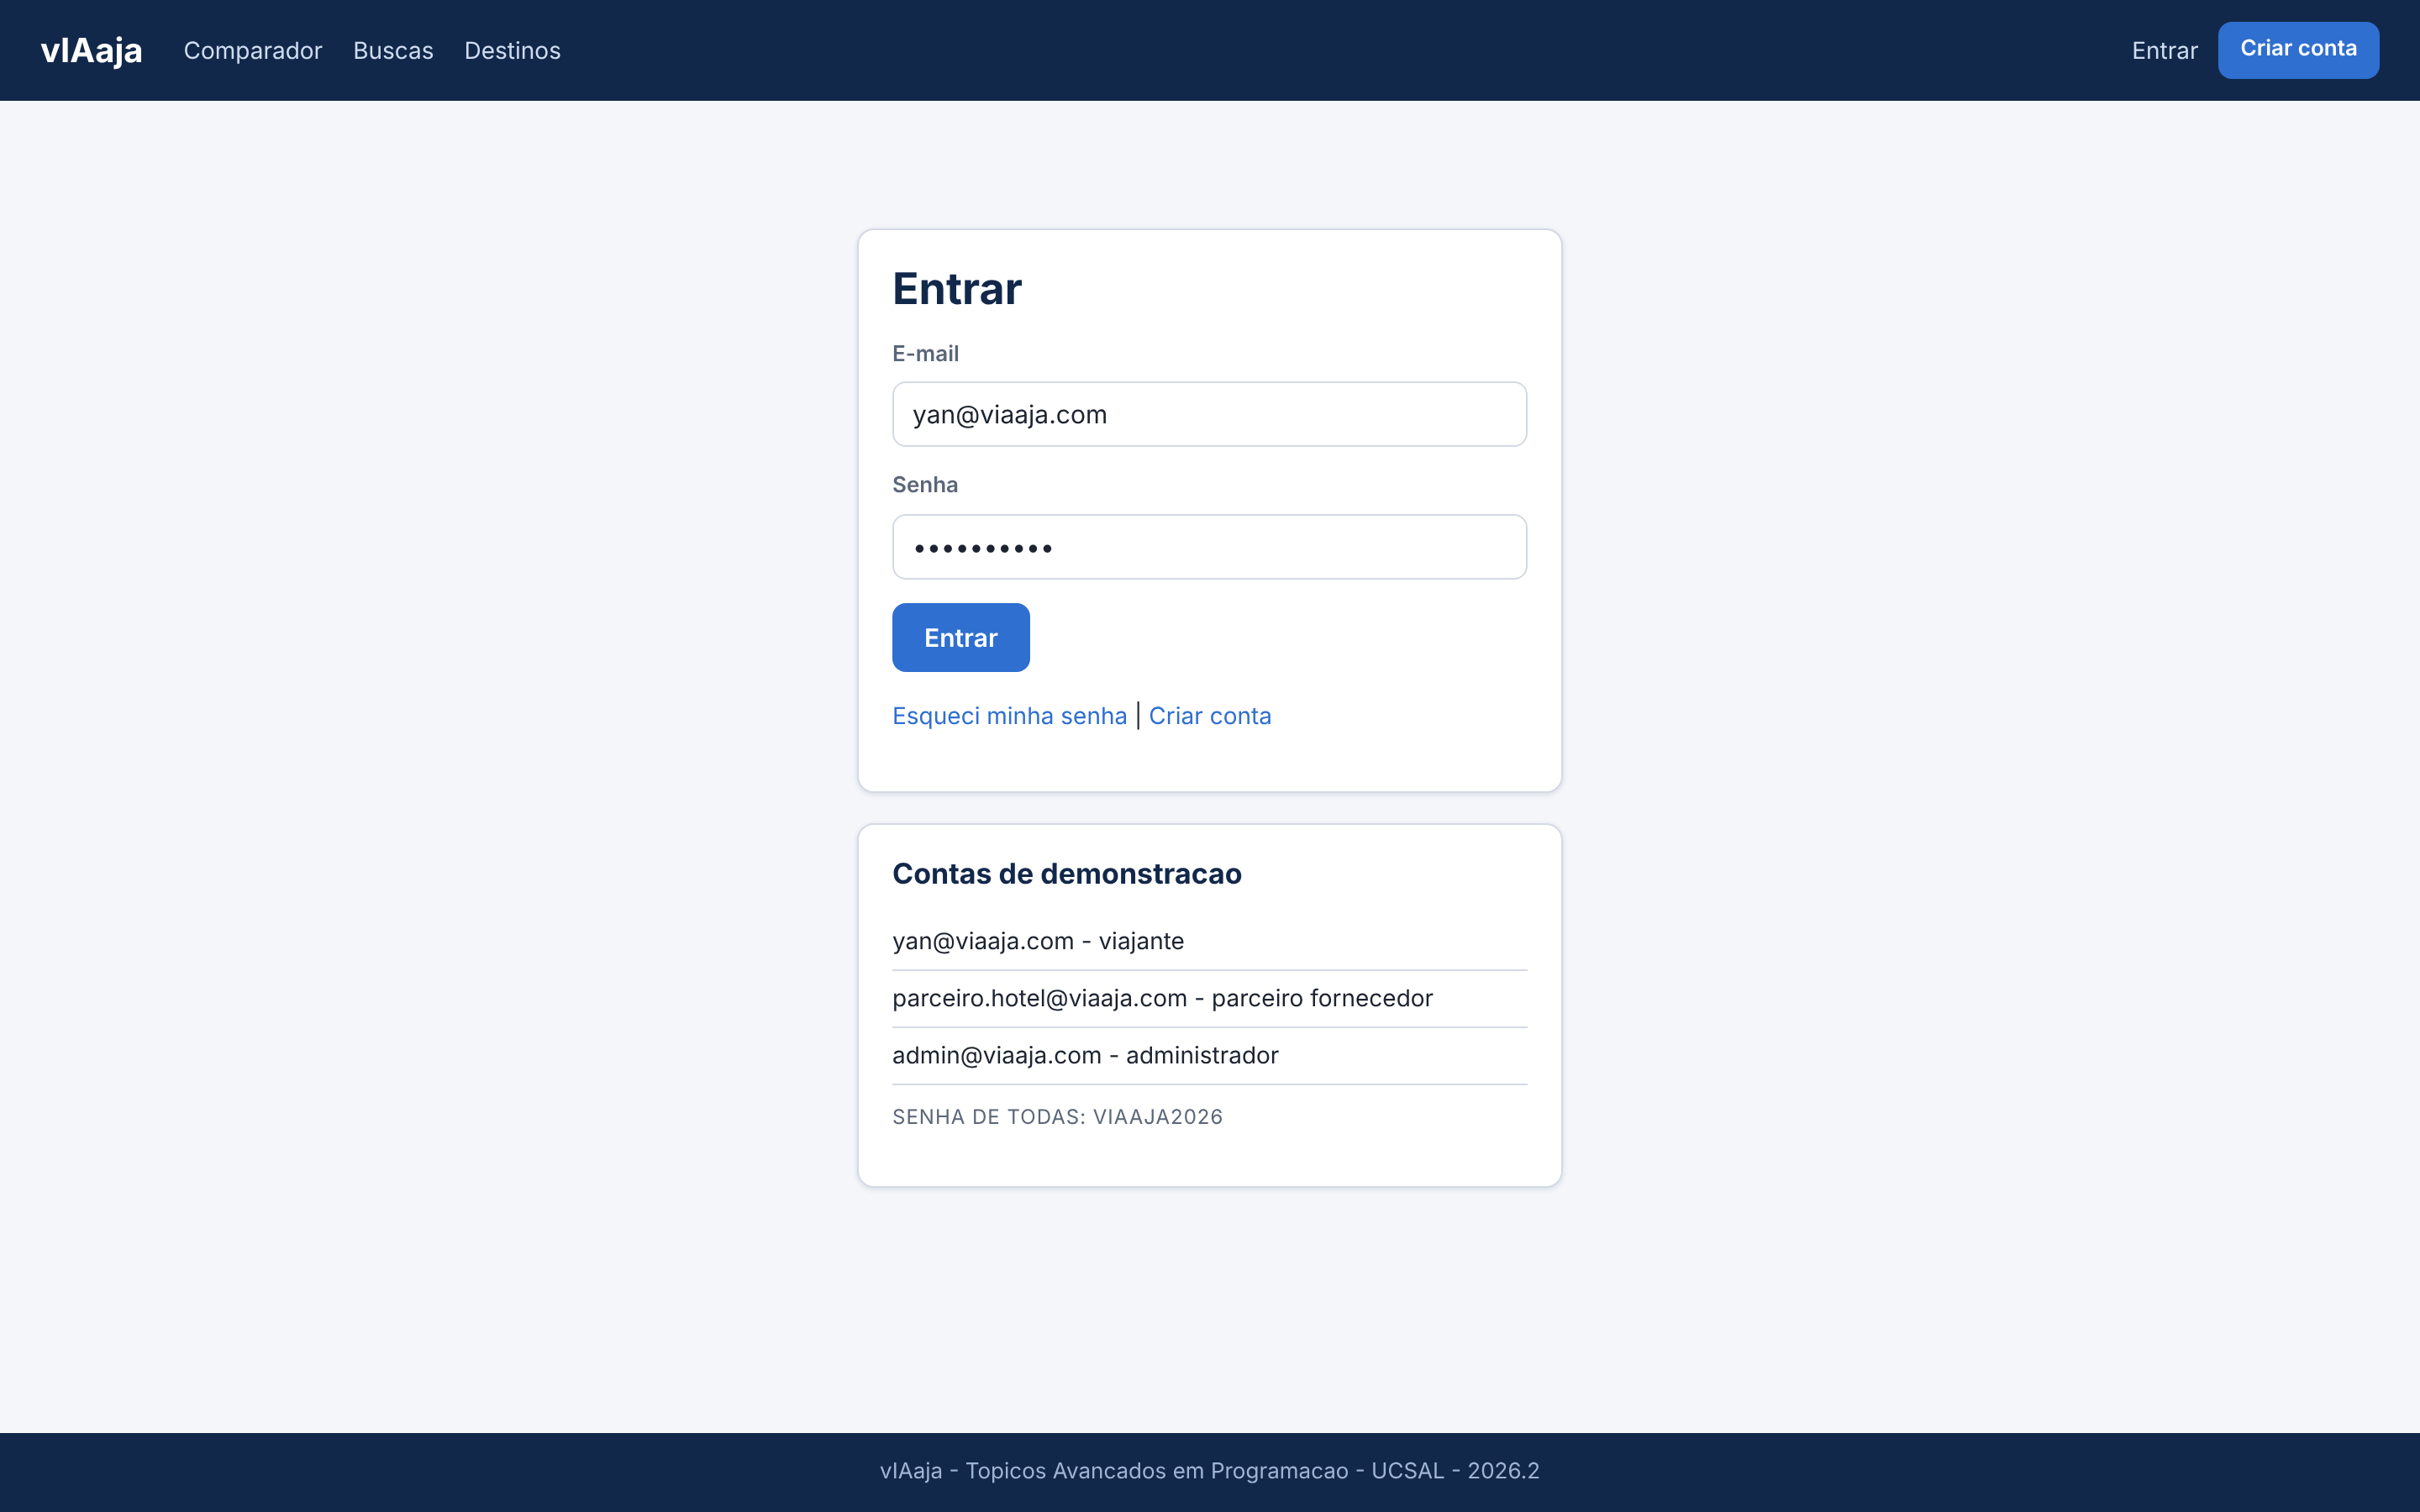 vIAaja Comparador Buscas Destinos Entrar Criar conta
Entrar
E-mail
yan@viaaja.com
Senha
••••••••••
Entrar
Esqueci minha senha | Criar conta
Contas de demonstracao
yan@viaaja.com - viajante
parceiro.hotel@viaaja.com - parceiro fornecedor
admin@viaaja.com - administrador
SENHA DE TODAS: VIAAJA2026
vIAaja - Topicos Avancados em Programacao - UCSAL - 2026.2